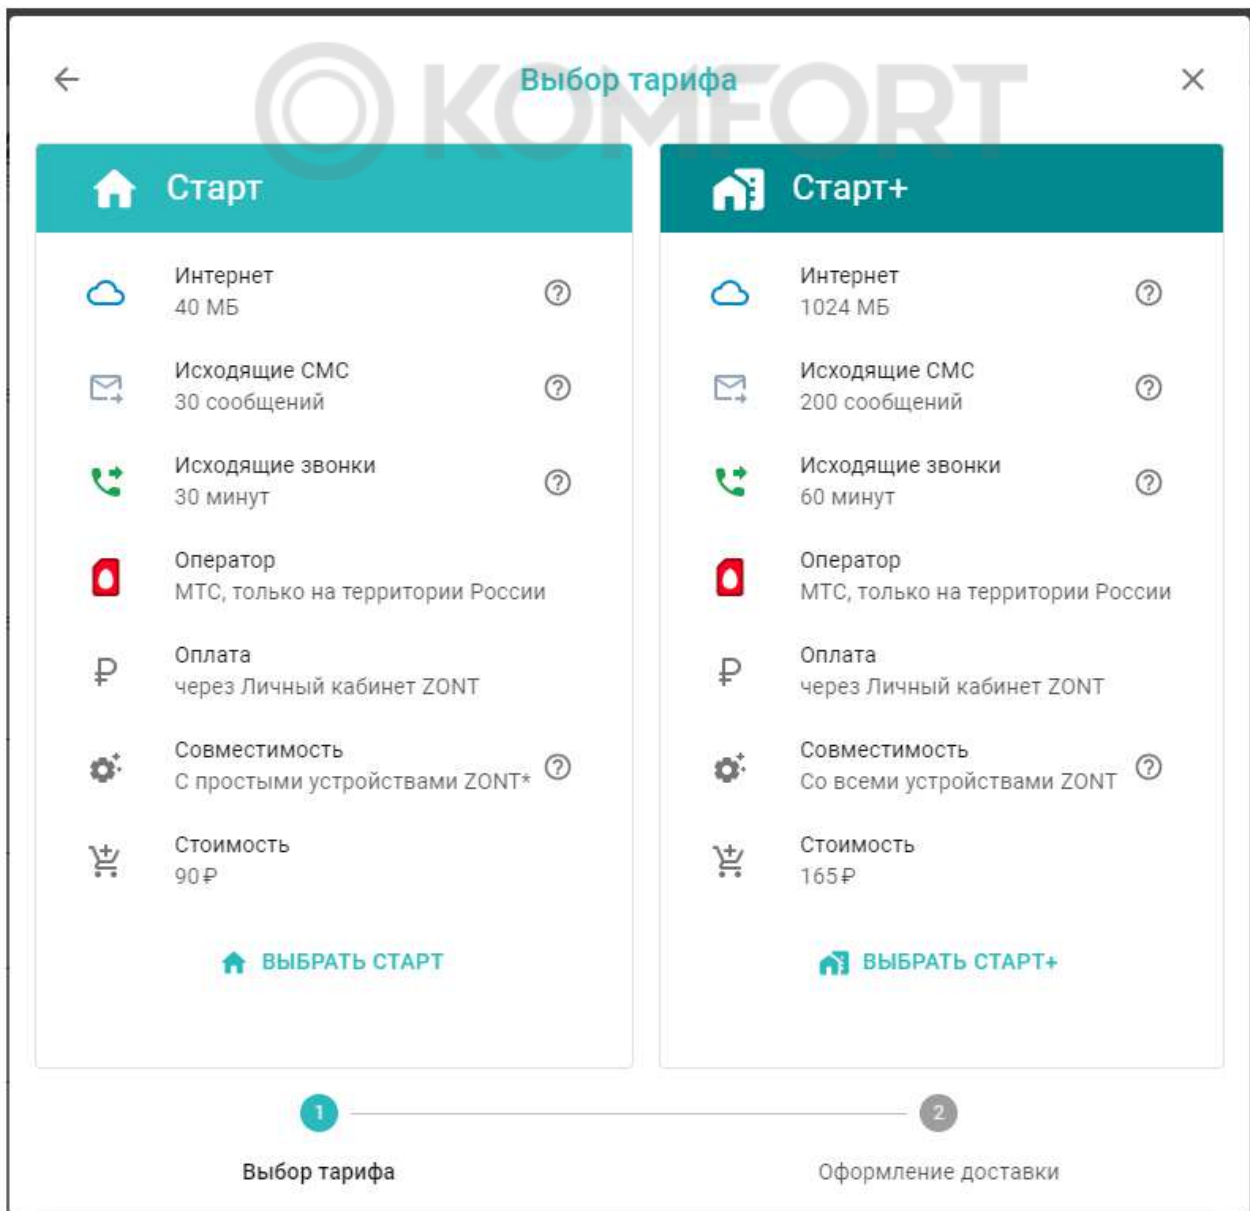 KOMFORT
Выбор тарифа
Старт
Интернет
40 МБ
Исходящие СМС
30 сообщений
Исходящие звонки
30 минут
Оператор
МТС, только на территории России
Оплата
через Личный кабинет ZONT
Совместимость
С простыми устройствами ZONT*
Стоимость
90₽
ВЫБРАТЬ СТАРТ
Старт+
Интернет
1024 МБ
Исходящие СМС
200 сообщений
Исходящие звонки
60 минут
Оператор
МТС, только на территории России
Оплата
через Личный кабинет ZONT
Совместимость
Со всеми устройствами ZONT
Стоимость
165₽
ВЫБРАТЬ СТАРТ+
1
Выбор тарифа
2
Оформление доставки